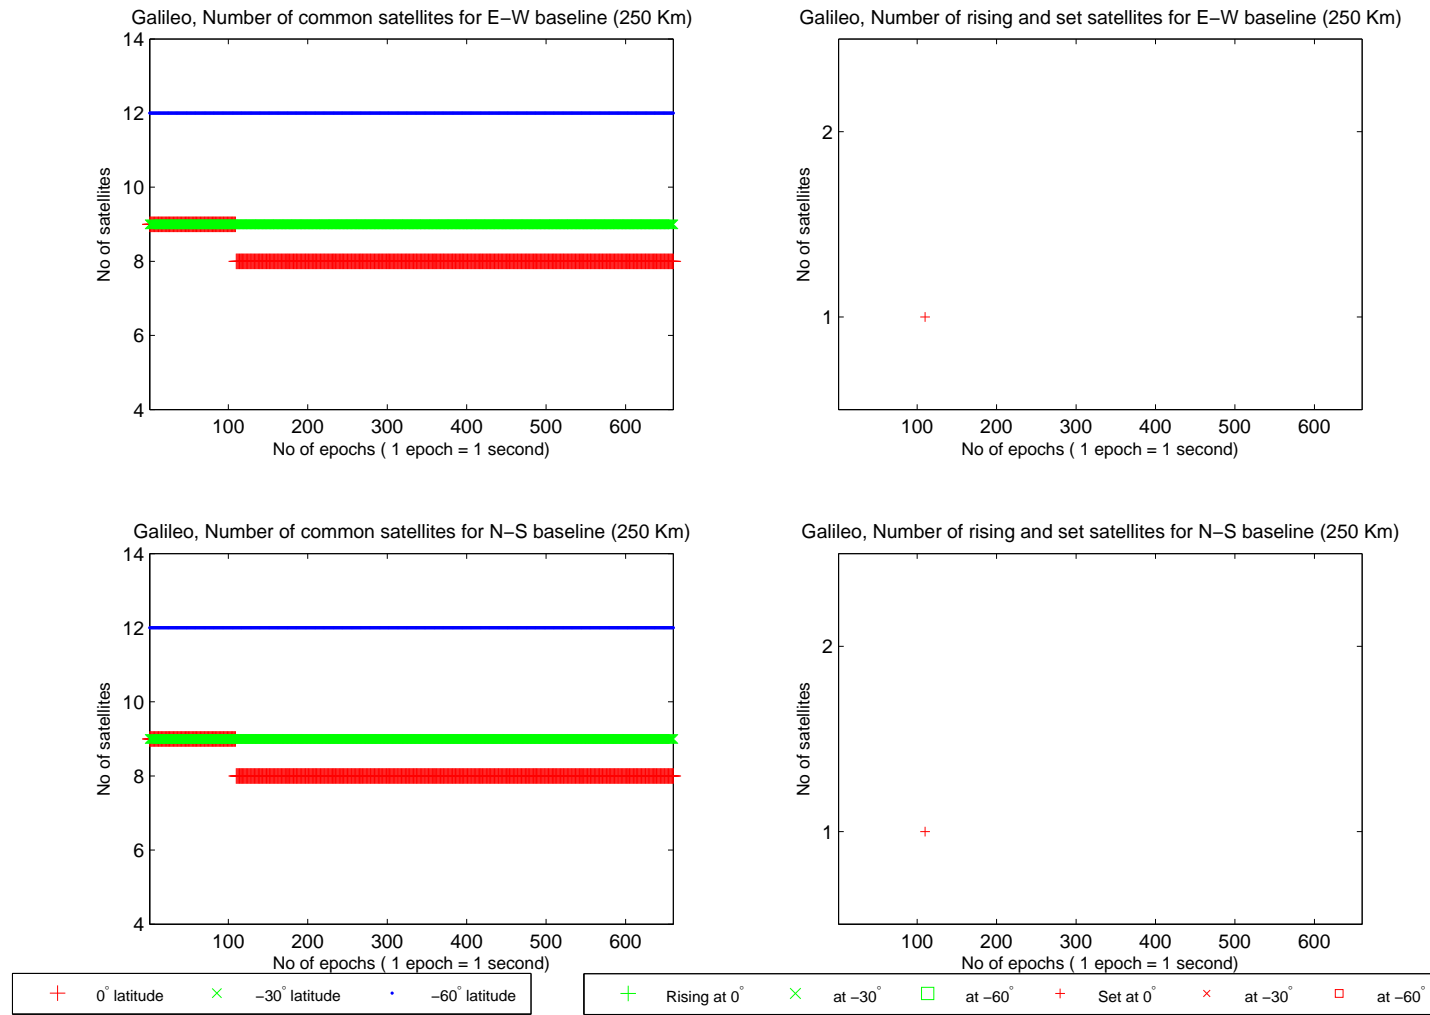 Galileo, Number of common satellites for E−W baseline (250 Km)
14
12
10
8
6
4
No of satellites
100 200 300 400 500 600
No of epochs ( 1 epoch = 1 second)
Galileo, Number of rising and set satellites for E−W baseline (250 Km)
2
1
No of satellites
100 200 300 400 500 600
No of epochs ( 1 epoch = 1 second)
Galileo, Number of common satellites for N−S baseline (250 Km)
14
12
10
8
6
4
No of satellites
100 200 300 400 500 600
No of epochs ( 1 epoch = 1 second)
Galileo, Number of rising and set satellites for N−S baseline (250 Km)
2
1
No of satellites
100 200 300 400 500 600
No of epochs ( 1 epoch = 1 second)
0° latitude −30° latitude −60° latitude
Rising at 0° at −30° at −60° Set at 0° at −30° at −60°